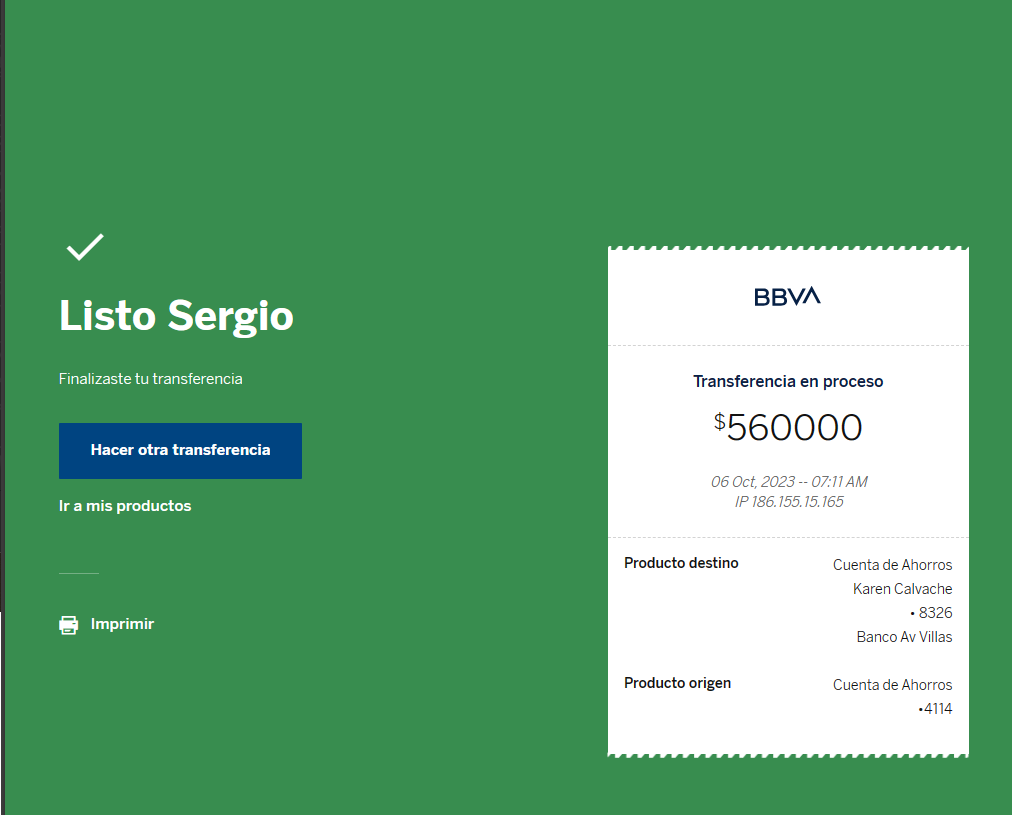 Listo Sergio
Finalizaste tu transferencia
Hacer otra transferencia
Ir a mis productos
Imprimir
BBVA
Transferencia en proceso
$560000
06 Oct, 2023 -- 07:11 AM
IP 186.155.15.165
Producto destino Cuenta de Ahorros
Karen Calvache
• 8326
Banco Av Villas
Producto origen Cuenta de Ahorros
•4114